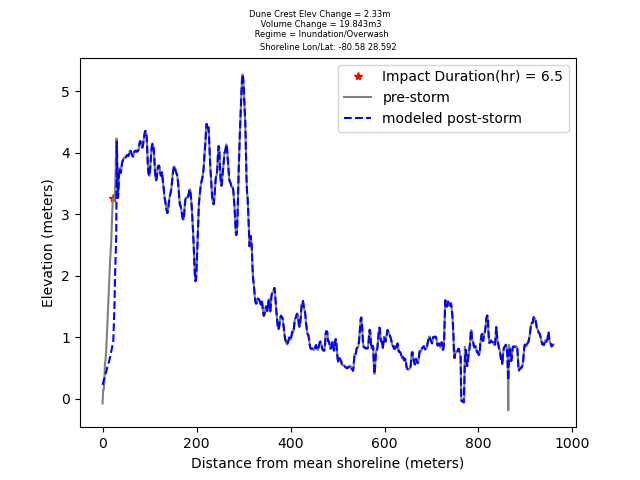 Dune Crest Elev Change = 2.33m
Volume Change = 19.843m3
Regime = Inundation/Overwash
Shoreline Lon/Lat: -80.58 28.592
Impact Duration(hr) = 6.5
pre-storm
modeled post-storm
5
4
3
2
1
0
Elevation (meters)
0 200 400 600 800 1000
Distance from mean shoreline (meters)